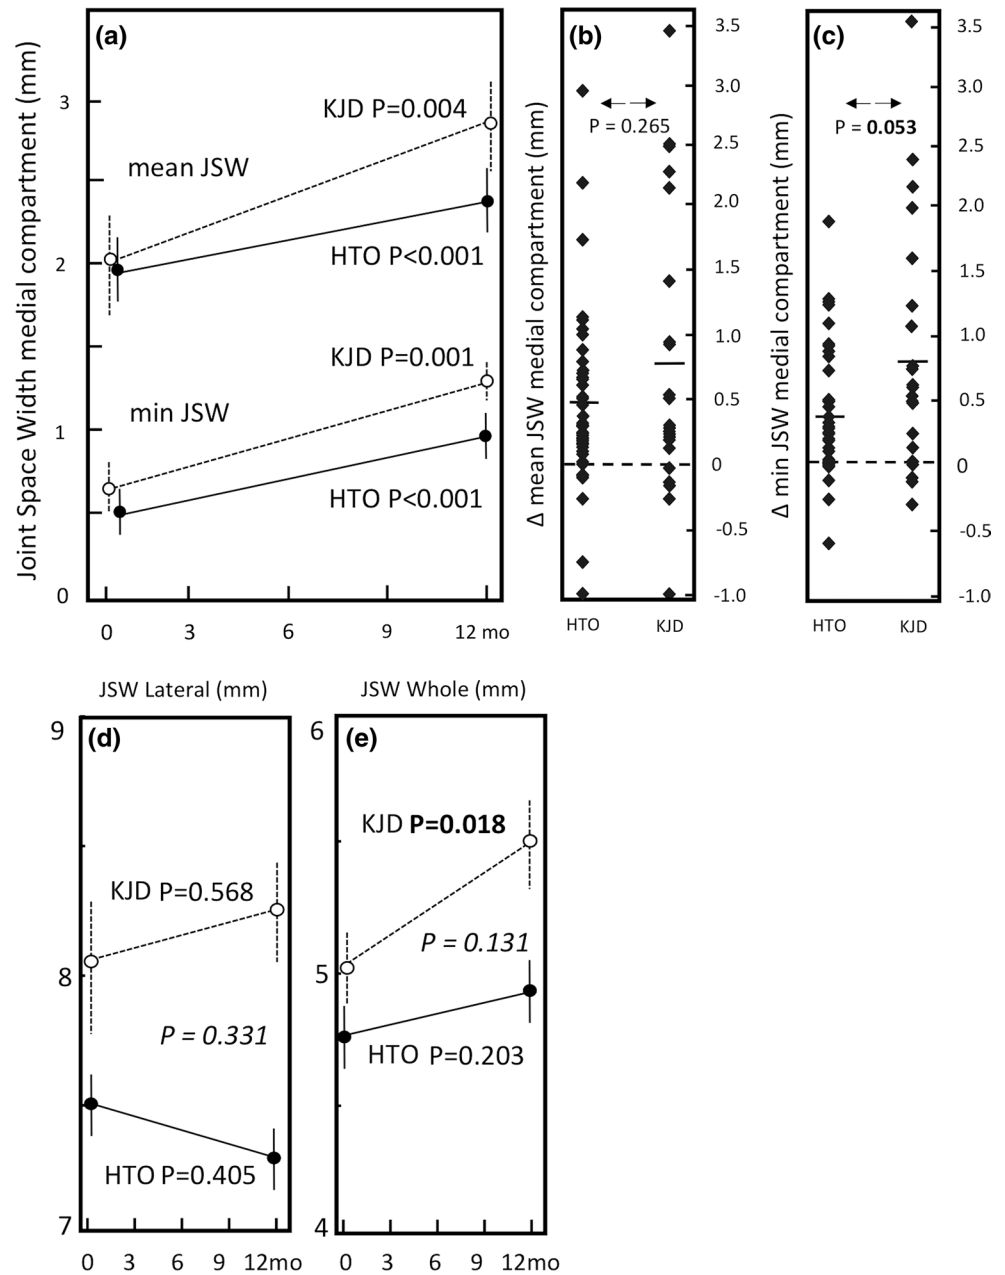 Joint Space Width medial compartment (mm)
(a)
3
2
1
0
KJD P=0.004
mean JSW
HTO P<0.001
KJD P=0.001
min JSW
HTO P<0.001
0 3 6 9 12 mo
Δ mean JSW medial compartment (mm)
(b)
P = 0.265
3.5
3.0
2.5
2.0
1.5
1.0
0.5
0
-0.5
-1.0
HTO KJD
Δ min JSW medial compartment (mm)
(c)
P = 0.053
3.5
3.0
2.5
2.0
1.5
1.0
0.5
0
-0.5
-1.0
HTO KJD
JSW Lateral (mm)
(d)
9
8
7
KJD P=0.568
P = 0.331
HTO P=0.405
0 3 6 9 12mo
JSW Whole (mm)
(e)
6
5
4
KJD P=0.018
P = 0.131
HTO P=0.203
0 3 6 9 12mo